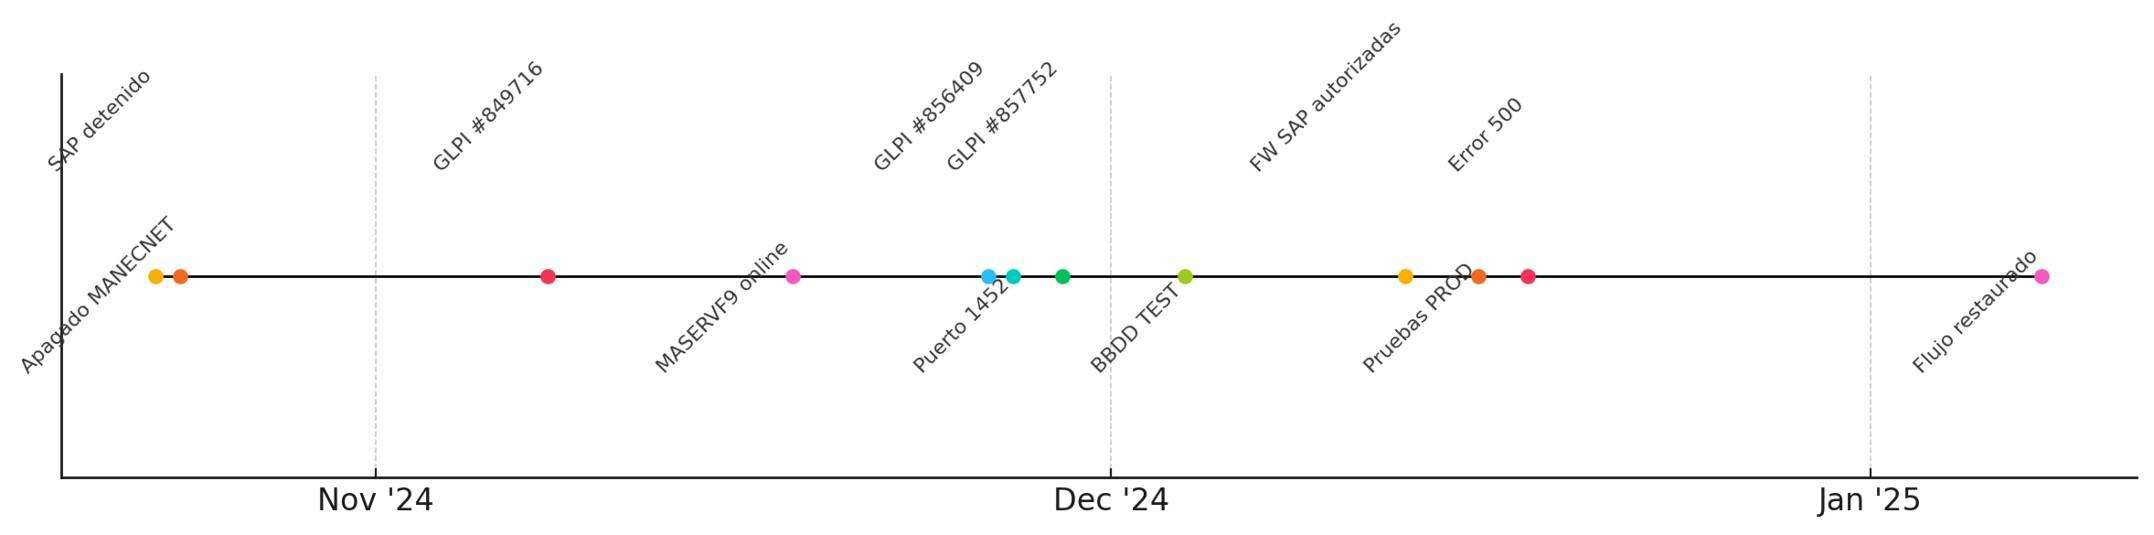 SAP detenido
Apagado MANECNET
GLPI #849716
MASERVF9 online
GLPI #856409
Puerto 1452
GLPI #857752
BBDD TEST
FW SAP autorizadas
Pruebas PROD
Error 500
Flujo restaurado
Nov '24
Dec '24
Jan '25